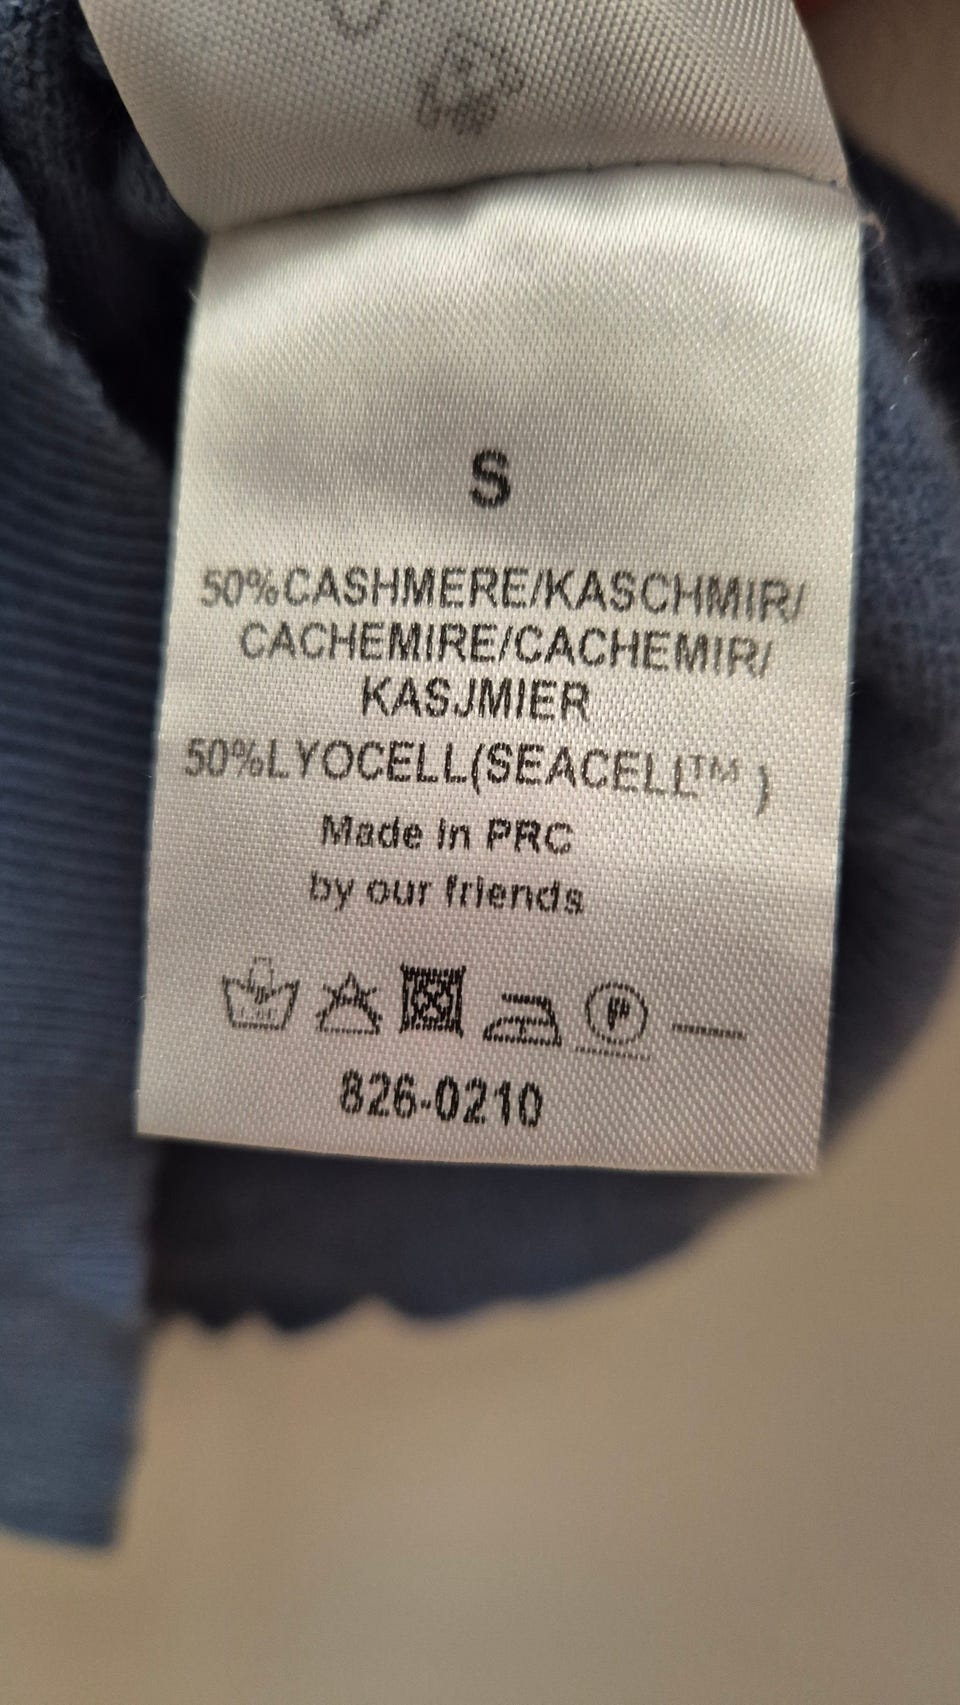 S
50%CASHMERE/KASCHMIR/
CACHEMIRE/CACHEMIR/
KASJMIER
50%LYOCELL(SEACELL™)
Made in PRC
by our friends
P
826-0210